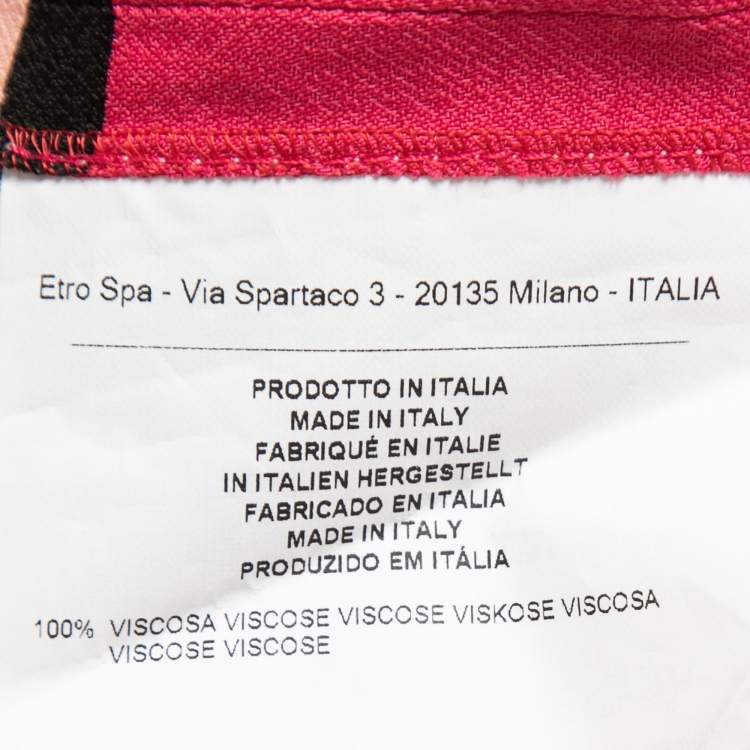 Etro Spa - Via Spartaco 3 - 20135 Milano - ITALIA
PRODOTTO IN ITALIA
MADE IN ITALY
FABRIQUÉ EN ITALIE
IN ITALIEN HERGESTELLT
FABRICADO EN ITALIA
MADE IN ITALY
PRODUZIDO EM ITÁLIA
100% VISCOSA VISCOSE VISCOSE VISKOSE VISCOSA
VISCOSE VISCOSE